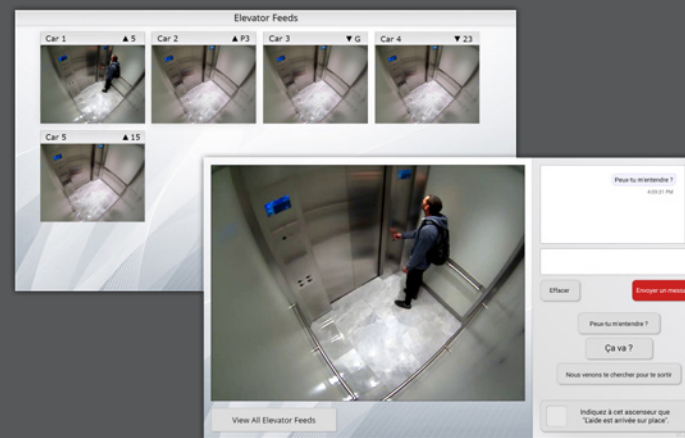 Elevator Feeds
Car 1 ▲ 5
Car 2 ▲ P3
Car 3 ▼ G
Car 4 ▼ 23
Car 5 ▲ 15
Peux-tu m'entendre ?
4:09:01 PM
Effacer
Envoyer un messa
Peux-tu m'entendre ?
Ça va ?
Nous venons te chercher pour te sortir
Indiquez à cet ascenseur que
"L'aide est arrivée sur place".
View All Elevator Feeds